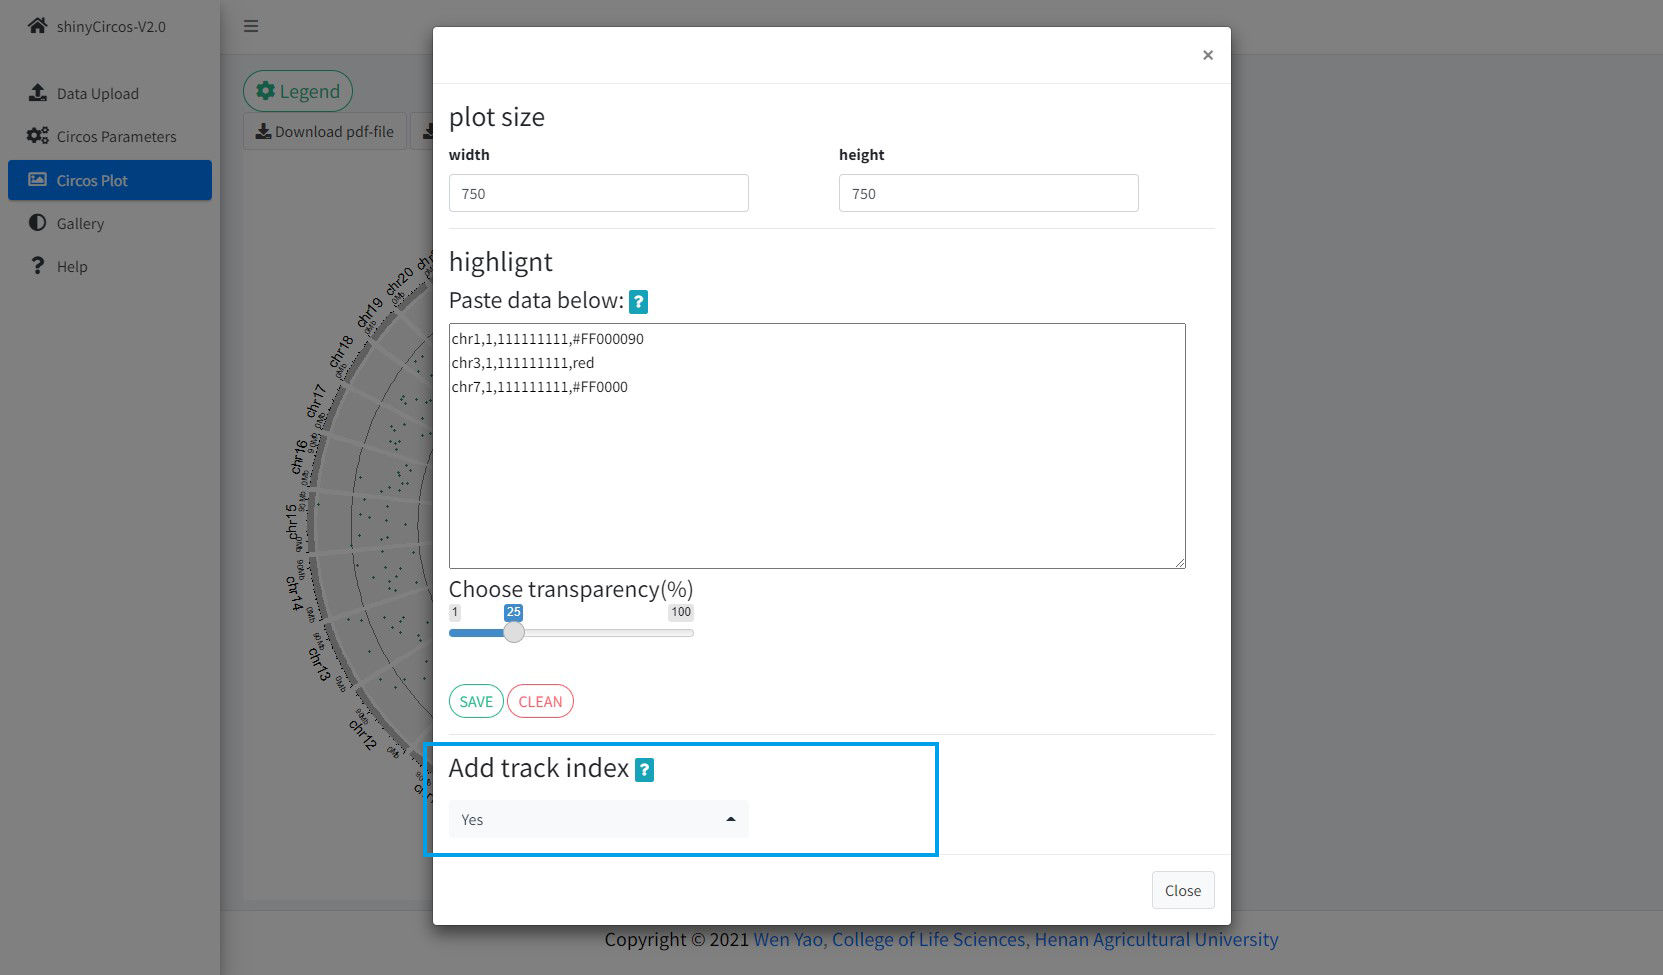 shinyCircos-V2.0
Data Upload
Circos Parameters
Circos Plot
Gallery
Help
Legend
Download pdf-file
chr20
chr19
chr18
chr17
chr16
chr15
chr14
chr13
chr12
×
plot size
width
height
750
750
highlignt
Paste data below: ?
chr1,1,111111111,#FF000090
chr3,1,111111111,red
chr7,1,111111111,#FF0000
Choose transparency(%)
1
25
100
SAVE
CLEAN
Add track index ?
Yes
Close
Copyright © 2021 Wen Yao, College of Life Sciences, Henan Agricultural University